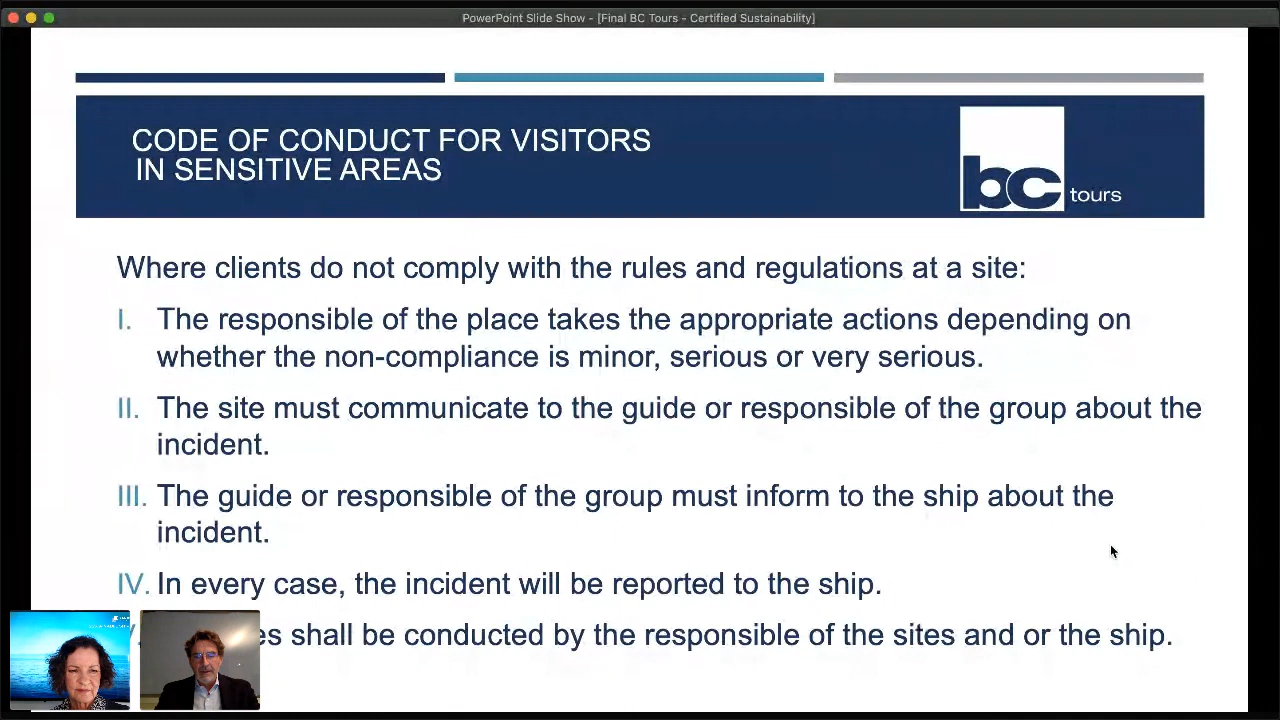 PowerPoint Slide Show - [Final BC Tours - Certified Sustainability]
CODE OF CONDUCT FOR VISITORS
IN SENSITIVE AREAS
bc tours
Where clients do not comply with the rules and regulations at a site:
I. The responsible of the place takes the appropriate actions depending on
whether the non-compliance is minor, serious or very serious.
II. The site must communicate to the guide or responsible of the group about the
incident.
III. The guide or responsible of the group must inform to the ship about the
incident.
IV. In every case, the incident will be reported to the ship.
shall be conducted by the responsible of the sites and or the ship.